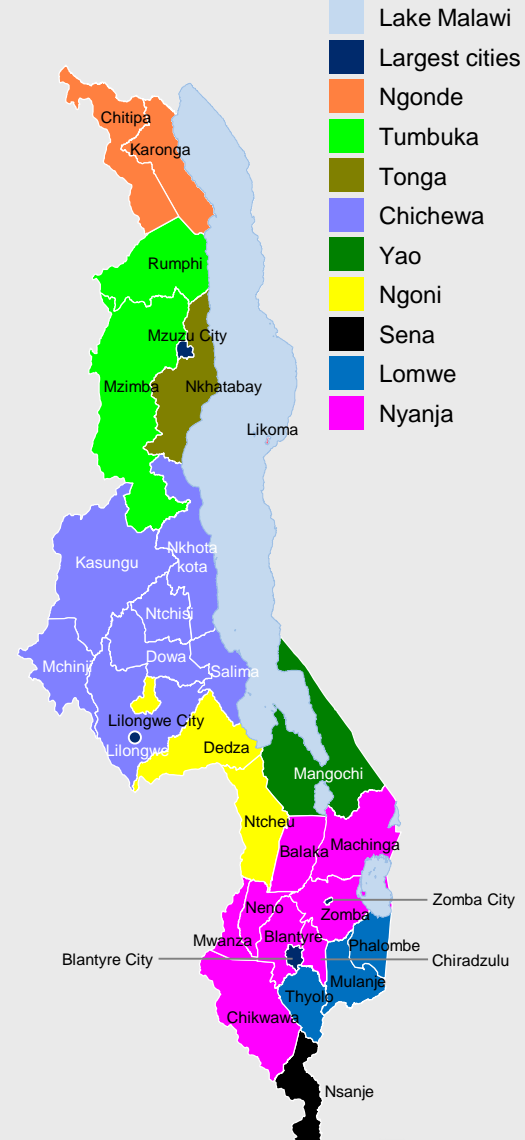 Lake Malawi
Largest cities
Ngonde
Tumbuka
Tonga
Chichewa
Yao
Ngoni
Sena
Lomwe
Nyanja
Chitipa
Karonga
Rumphi
Mzuzu City
Mzimba
Nkhatabay
Likoma
Nkhota
kota
Kasungu
Ntchisi
Dowa
Mchinji
Salima
Lilongwe City
Lilongwe
Dedza
Mangochi
Ntcheu
Machinga
Balaka
Zomba City
Neno
Zomba
Mwanza
Blantyre
Phalombe
Blantyre City
Chiradzulu
Mulanje
Thyolo
Chikwawa
Nsanje